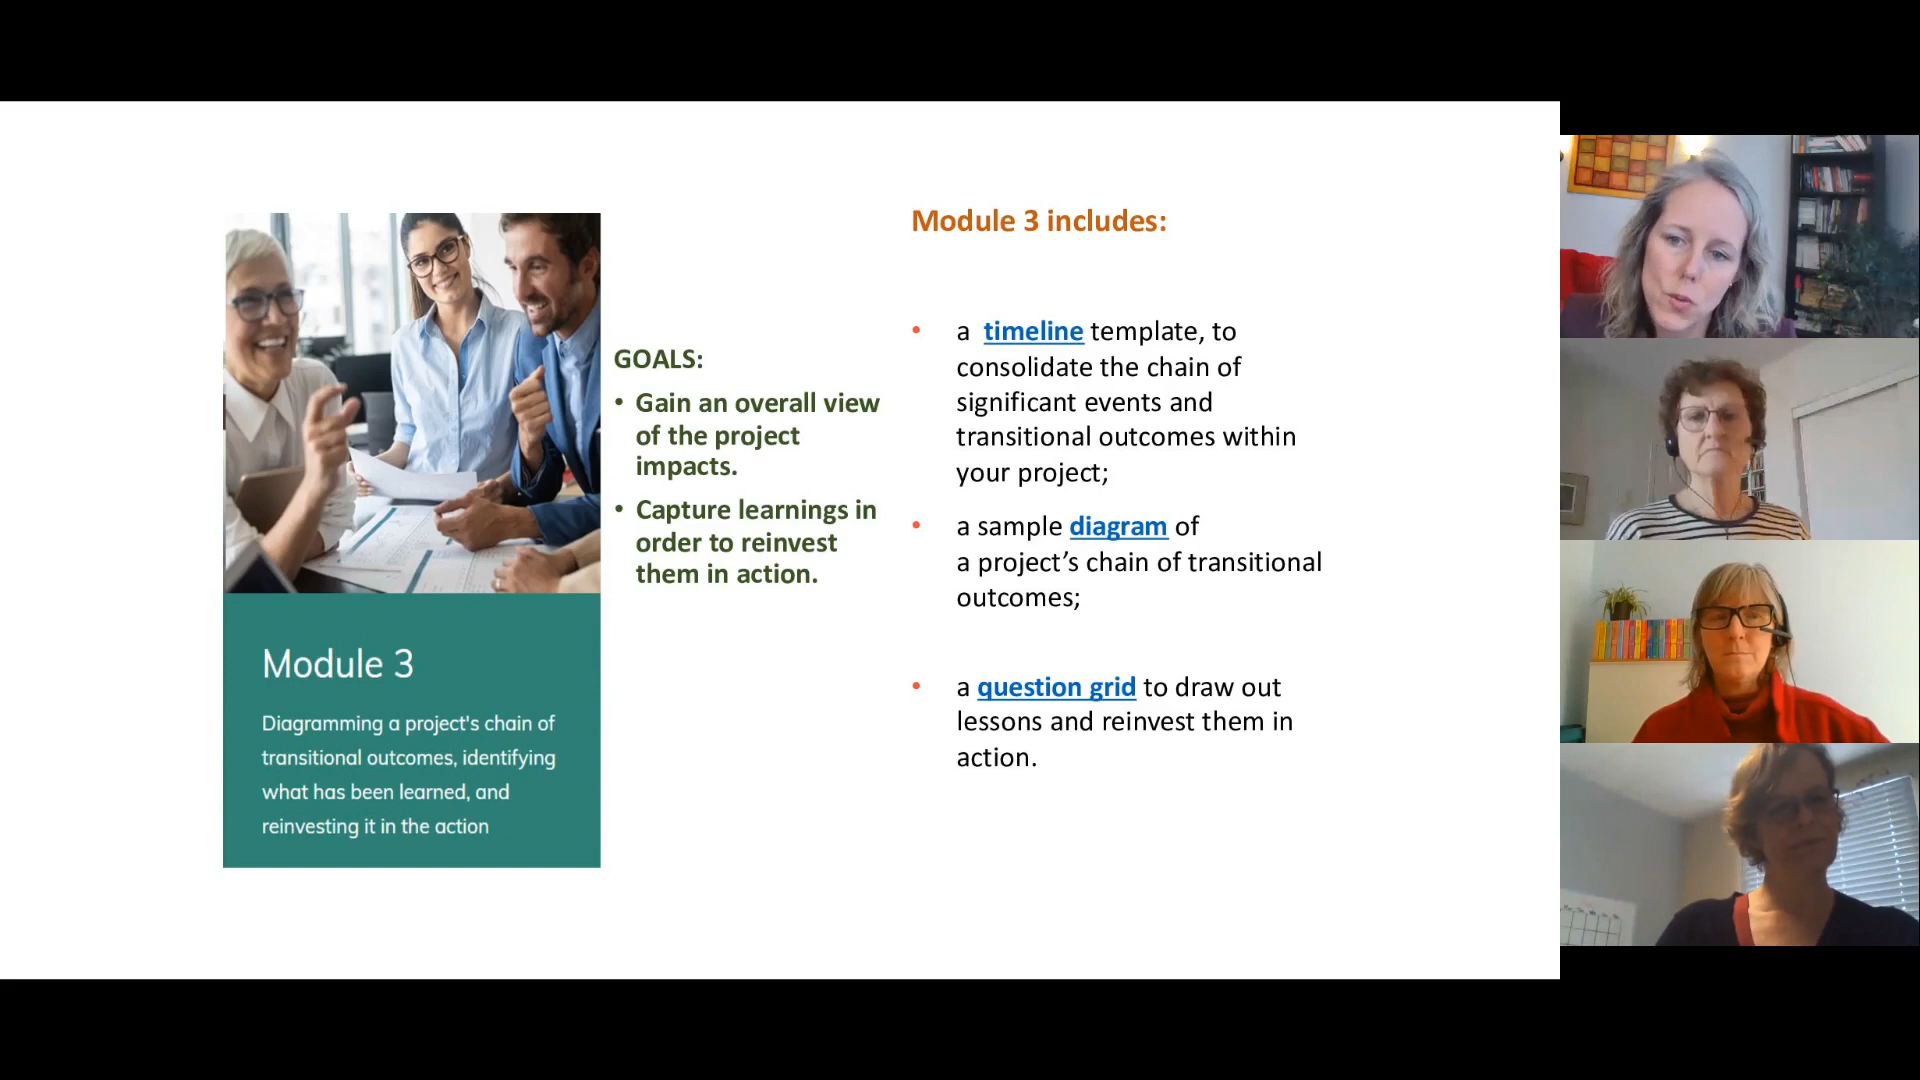 Module 3
Diagramming a project's chain of
transitional outcomes, identifying
what has been learned, and
reinvesting it in the action
GOALS:
• Gain an overall view
of the project
impacts.
• Capture learnings in
order to reinvest
them in action.
Module 3 includes:
• a timeline template, to
consolidate the chain of
significant events and
transitional outcomes within
your project;
• a sample diagram of
a project’s chain of transitional
outcomes;
• a question grid to draw out
lessons and reinvest them in
action.